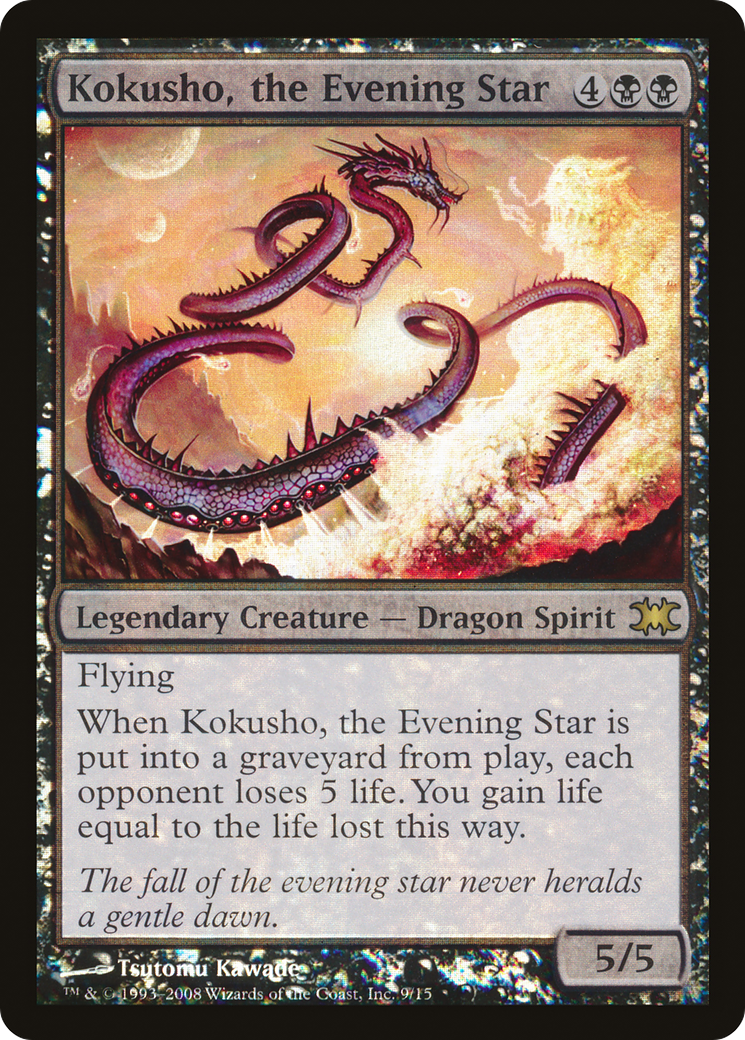 Kokusho, the Evening Star 4
Legendary Creature — Dragon Spirit
Flying
When Kokusho, the Evening Star is
put into a graveyard from play, each
opponent loses 5 life. You gain life
equal to the life lost this way.
The fall of the evening star never heralds
a gentle dawn.
5/5
Tsutomu Kawade
™ & © 1993–2008 Wizards of the Coast, Inc. 9/15